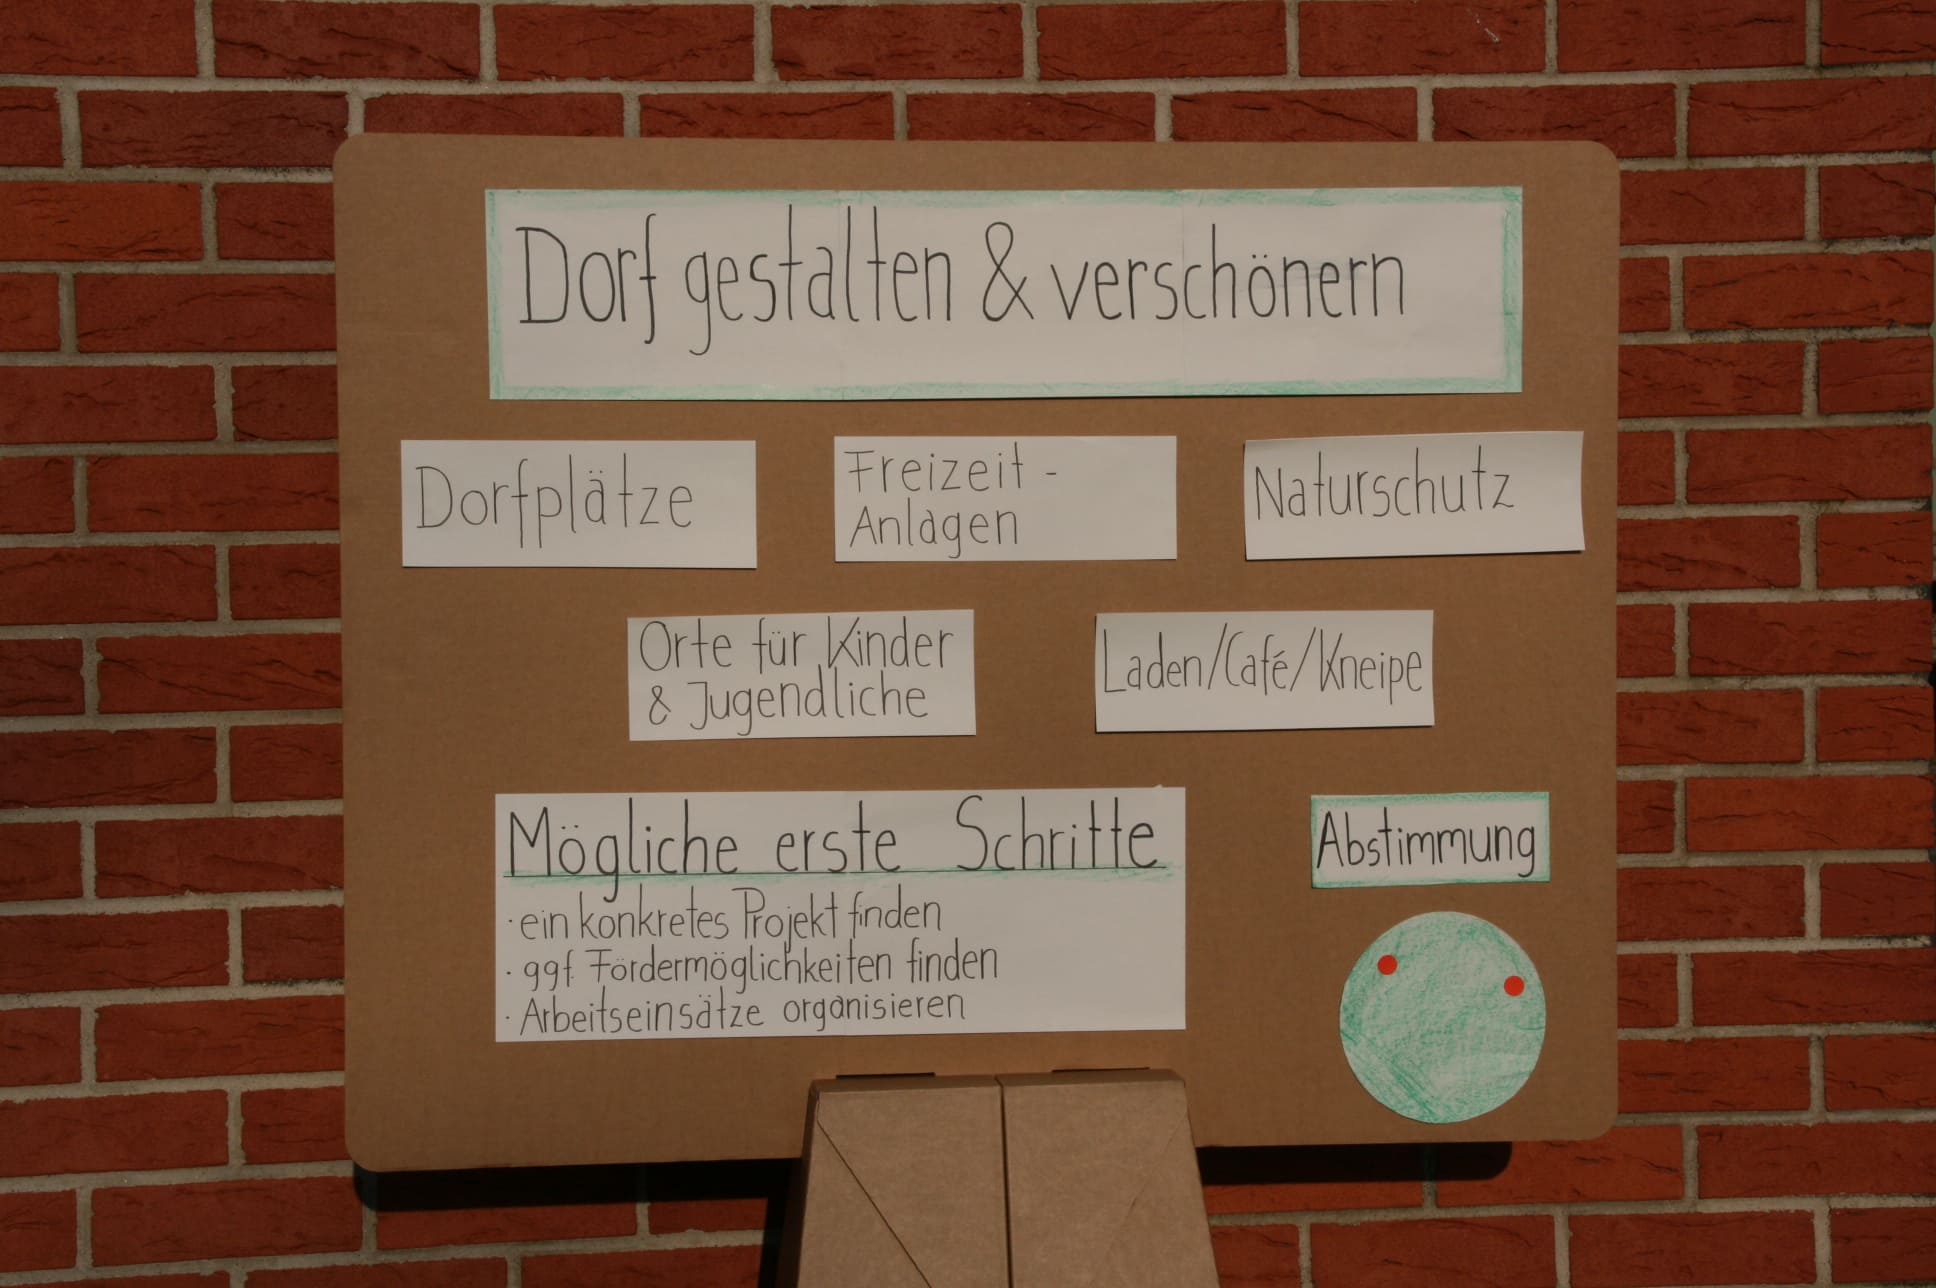 Dorf gestalten & verschönern
Dorfplätze
Freizeit-
Anlagen
Naturschutz
Orte für Kinder
& Jugendliche
Laden/Café/Kneipe
Mögliche erste Schritte
· ein konkretes Projekt finden
· ggf. Fördermöglichkeiten finden
· Arbeitseinsätze organisieren
Abstimmung